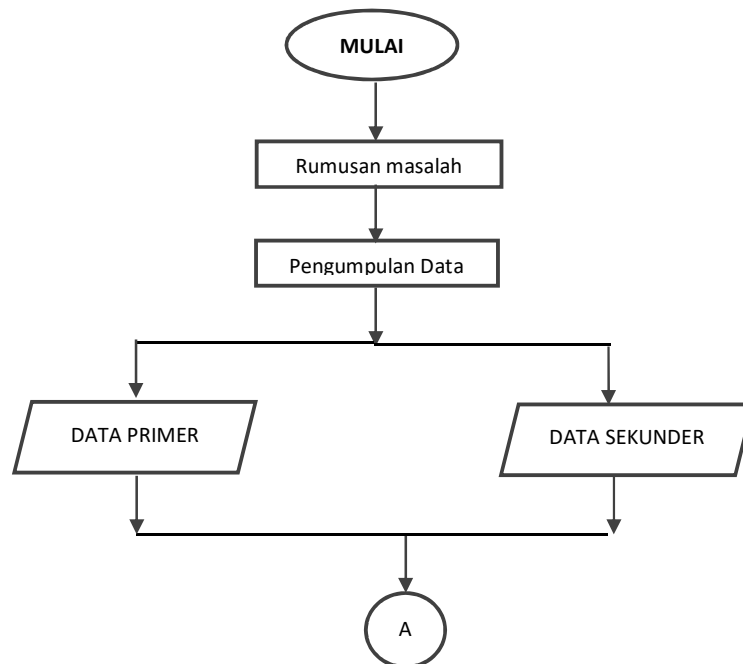 MULAI
Rumusan masalah
Pengumpulan Data
DATA PRIMER
DATA SEKUNDER
A